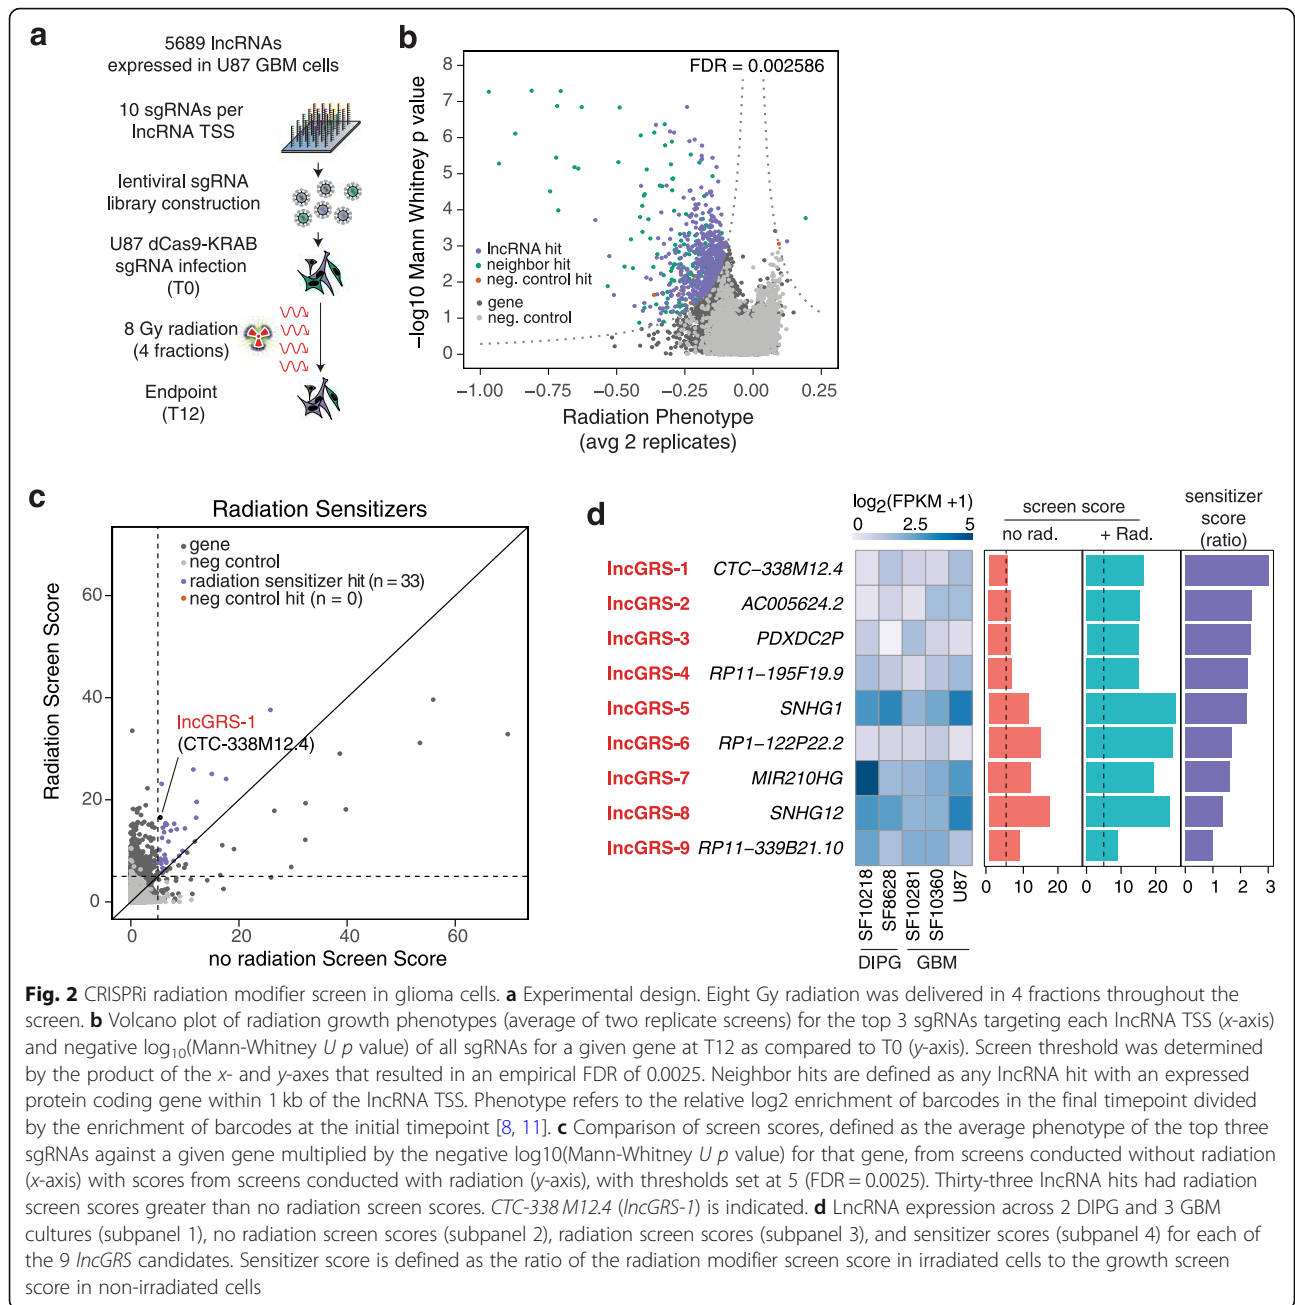 a
5689 lncRNAs
expressed in U87 GBM cells
10 sgRNAs per
lncRNA TSS
lentiviral sgRNA
library construction
U87 dCas9-KRAB
sgRNA infection
(T0)
8 Gy radiation
(4 fractions)
Endpoint
(T12)
b
FDR = 0.002586
−log10 Mann Whitney p value
8
7
6
5
4
3
2
1
0
lncRNA hit
neighbor hit
neg. control hit
gene
neg. control
−1.00 −0.75 −0.50 −0.25 0.00 0.25
Radiation Phenotype
(avg 2 replicates)
c
Radiation Sensitizers
gene
neg control
radiation sensitizer hit (n = 33)
neg control hit (n = 0)
Radiation Screen Score
60
40
20
0
lncGRS-1
(CTC-338M12.4)
0 20 40 60
no radiation Screen Score
d
log2(FPKM +1)
0 2.5 5
screen score
no rad. + Rad.
sensitizer
score
(ratio)
lncGRS-1 CTC−338M12.4
lncGRS-2 AC005624.2
lncGRS-3 PDXDC2P
lncGRS-4 RP11−195F19.9
lncGRS-5 SNHG1
lncGRS-6 RP1−122P22.2
lncGRS-7 MIR210HG
lncGRS-8 SNHG12
lncGRS-9 RP11−339B21.10
SF10218
SF8628
SF10281
SF10360
U87
DIPG GBM
0 10 20
0 10 20
0 1 2 3
Fig. 2 CRISPRi radiation modifier screen in glioma cells. a Experimental design. Eight Gy radiation was delivered in 4 fractions throughout the
screen. b Volcano plot of radiation growth phenotypes (average of two replicate screens) for the top 3 sgRNAs targeting each lncRNA TSS (x-axis)
and negative log10(Mann-Whitney U p value) of all sgRNAs for a given gene at T12 as compared to T0 (y-axis). Screen threshold was determined
by the product of the x- and y-axes that resulted in an empirical FDR of 0.0025. Neighbor hits are defined as any lncRNA hit with an expressed
protein coding gene within 1 kb of the lncRNA TSS. Phenotype refers to the relative log2 enrichment of barcodes in the final timepoint divided
by the enrichment of barcodes at the initial timepoint [8, 11]. c Comparison of screen scores, defined as the average phenotype of the top three
sgRNAs against a given gene multiplied by the negative log10(Mann-Whitney U p value) for that gene, from screens conducted without radiation
(x-axis) with scores from screens conducted with radiation (y-axis), with thresholds set at 5 (FDR = 0.0025). Thirty-three lncRNA hits had radiation
screen scores greater than no radiation screen scores. CTC-338 M12.4 (lncGRS-1) is indicated. d LncRNA expression across 2 DIPG and 3 GBM
cultures (subpanel 1), no radiation screen scores (subpanel 2), radiation screen scores (subpanel 3), and sensitizer scores (subpanel 4) for each of
the 9 lncGRS candidates. Sensitizer score is defined as the ratio of the radiation modifier screen score in irradiated cells to the growth screen
score in non-irradiated cells